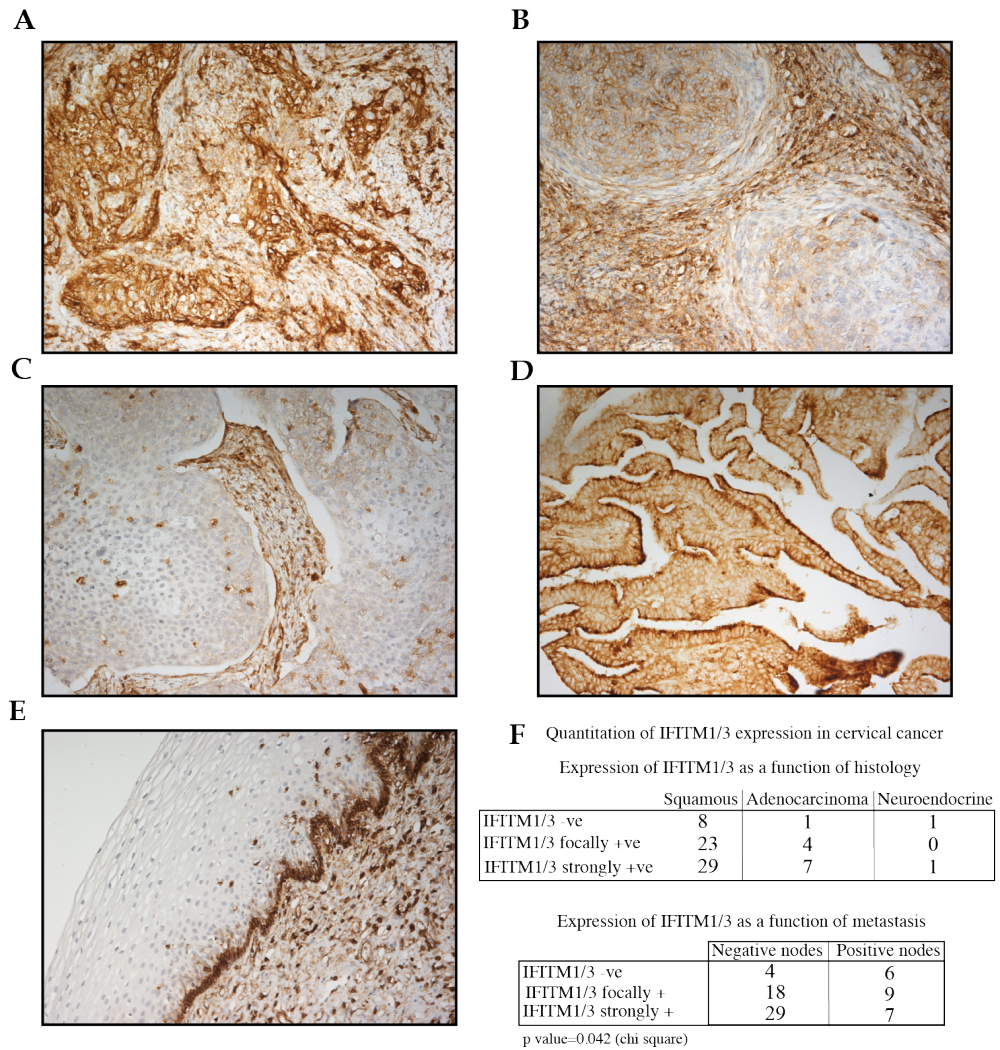 A
B
C
D
E
F Quantitation of IFITM1/3 expression in cervical cancer
Expression of IFITM1/3 as a function of histology
Squamous Adenocarcinoma Neuroendocrine
IFITM1/3 -ve 8 1 1
IFITM1/3 focally +ve 23 4 0
IFITM1/3 strongly +ve 29 7 1
Expression of IFITM1/3 as a function of metastasis
Negative nodes Positive nodes
IFITM1/3 -ve 4 6
IFITM1/3 focally + 18 9
IFITM1/3 strongly + 29 7
p value=0.042 (chi square)